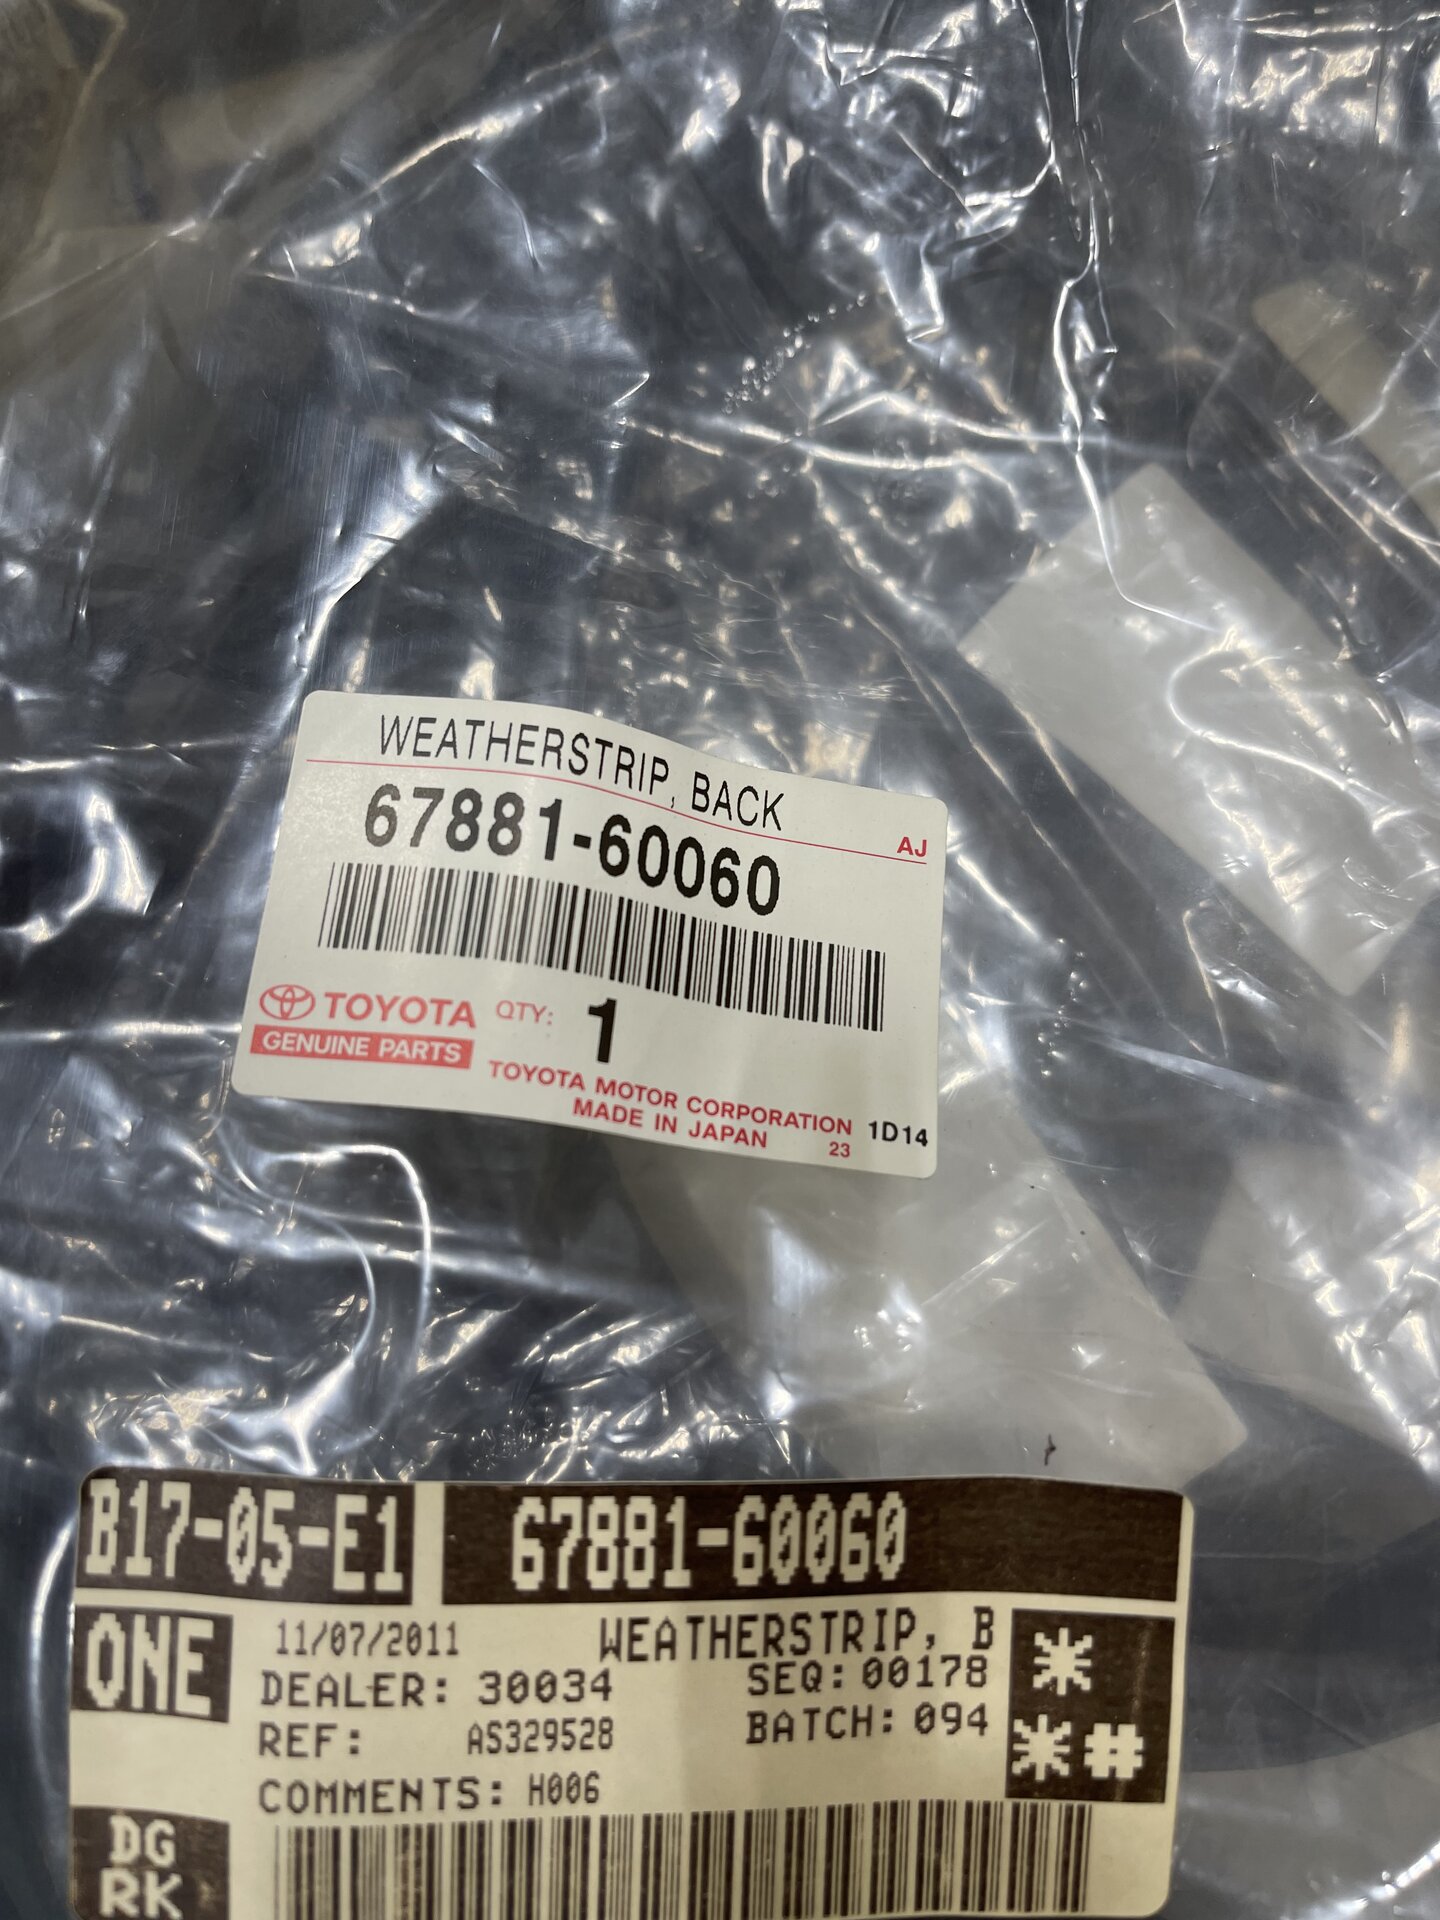 WEATHERSTRIP, BACK
67881-60060
AJ
TOYOTA
GENUINE PARTS
QTY: 1
TOYOTA MOTOR CORPORATION
MADE IN JAPAN
23
1D14
B17-05-E1
67881-60060
ONE
11/07/2011
WEATHERSTRIP, B
DEALER: 30034
SEQ: 00178
REF: AS329528
BATCH: 094
COMMENTS: H006
*
*#
DG
RK